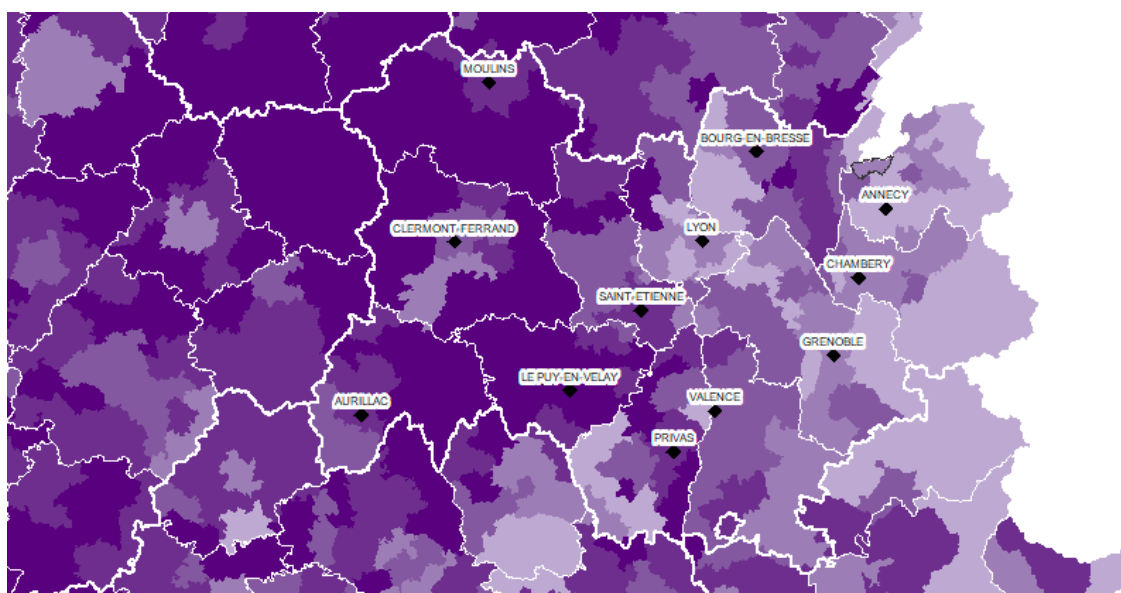 MOULINS
BOURG-EN-BRESSE
ANNECY
CLERMONT-FERRAND
LYON
CHAMBERY
SAINT-ETIENNE
GRENOBLE
LE PUY-EN-VELAY
AURILLAC
VALENCE
PRIVAS